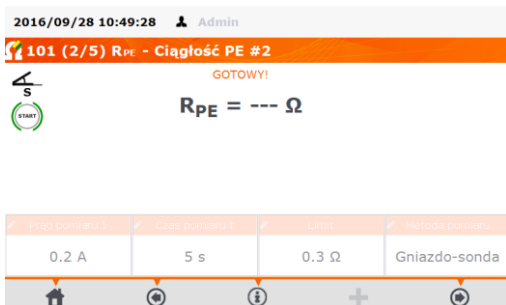 2016/09/28 10:49:28 Admin
101 (2/5) RPE - Ciągłość PE #2
GOTOWY!
S
START
RPE = --- Ω
Prąd pomiaru I Czas pomiaru t Limit Metoda pomiaru
0.2 A 5 s 0.3 Ω Gniazdo-sonda